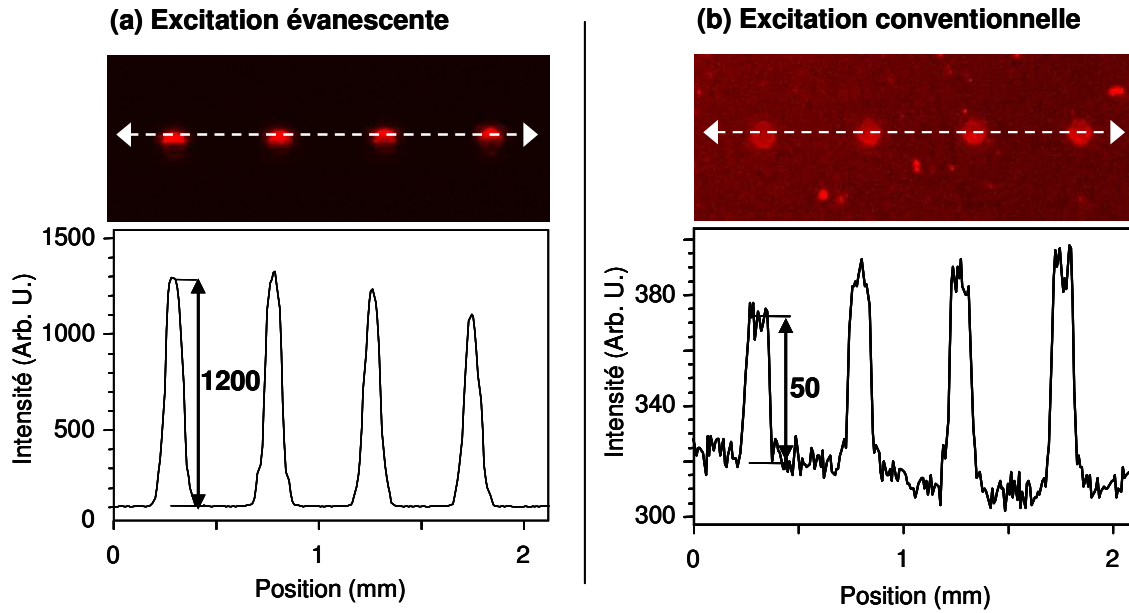 (a) Excitation évanescente
1500
1000
500
0
Intensité (Arb. U.)
1200
0 1 2
Position (mm)
(b) Excitation conventionnelle
380
340
300
Intensité (Arb. U.)
50
0 1 2
Position (mm)